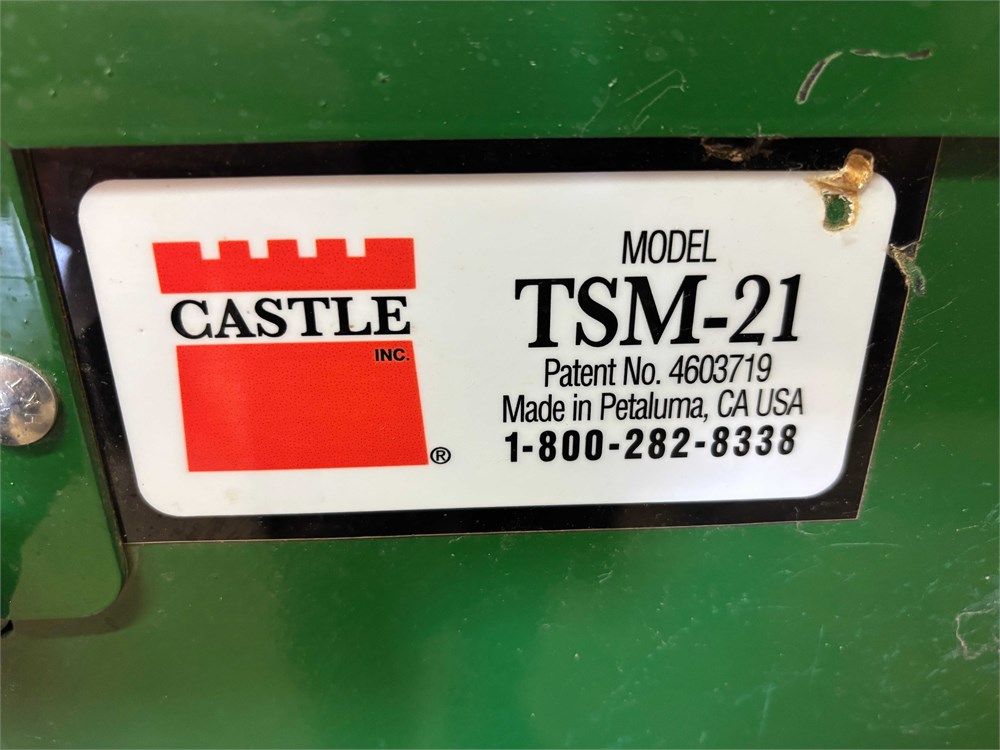 CASTLE
INC.
®
MODEL
TSM-21
Patent No. 4603719
Made in Petaluma, CA USA
1-800-282-8338